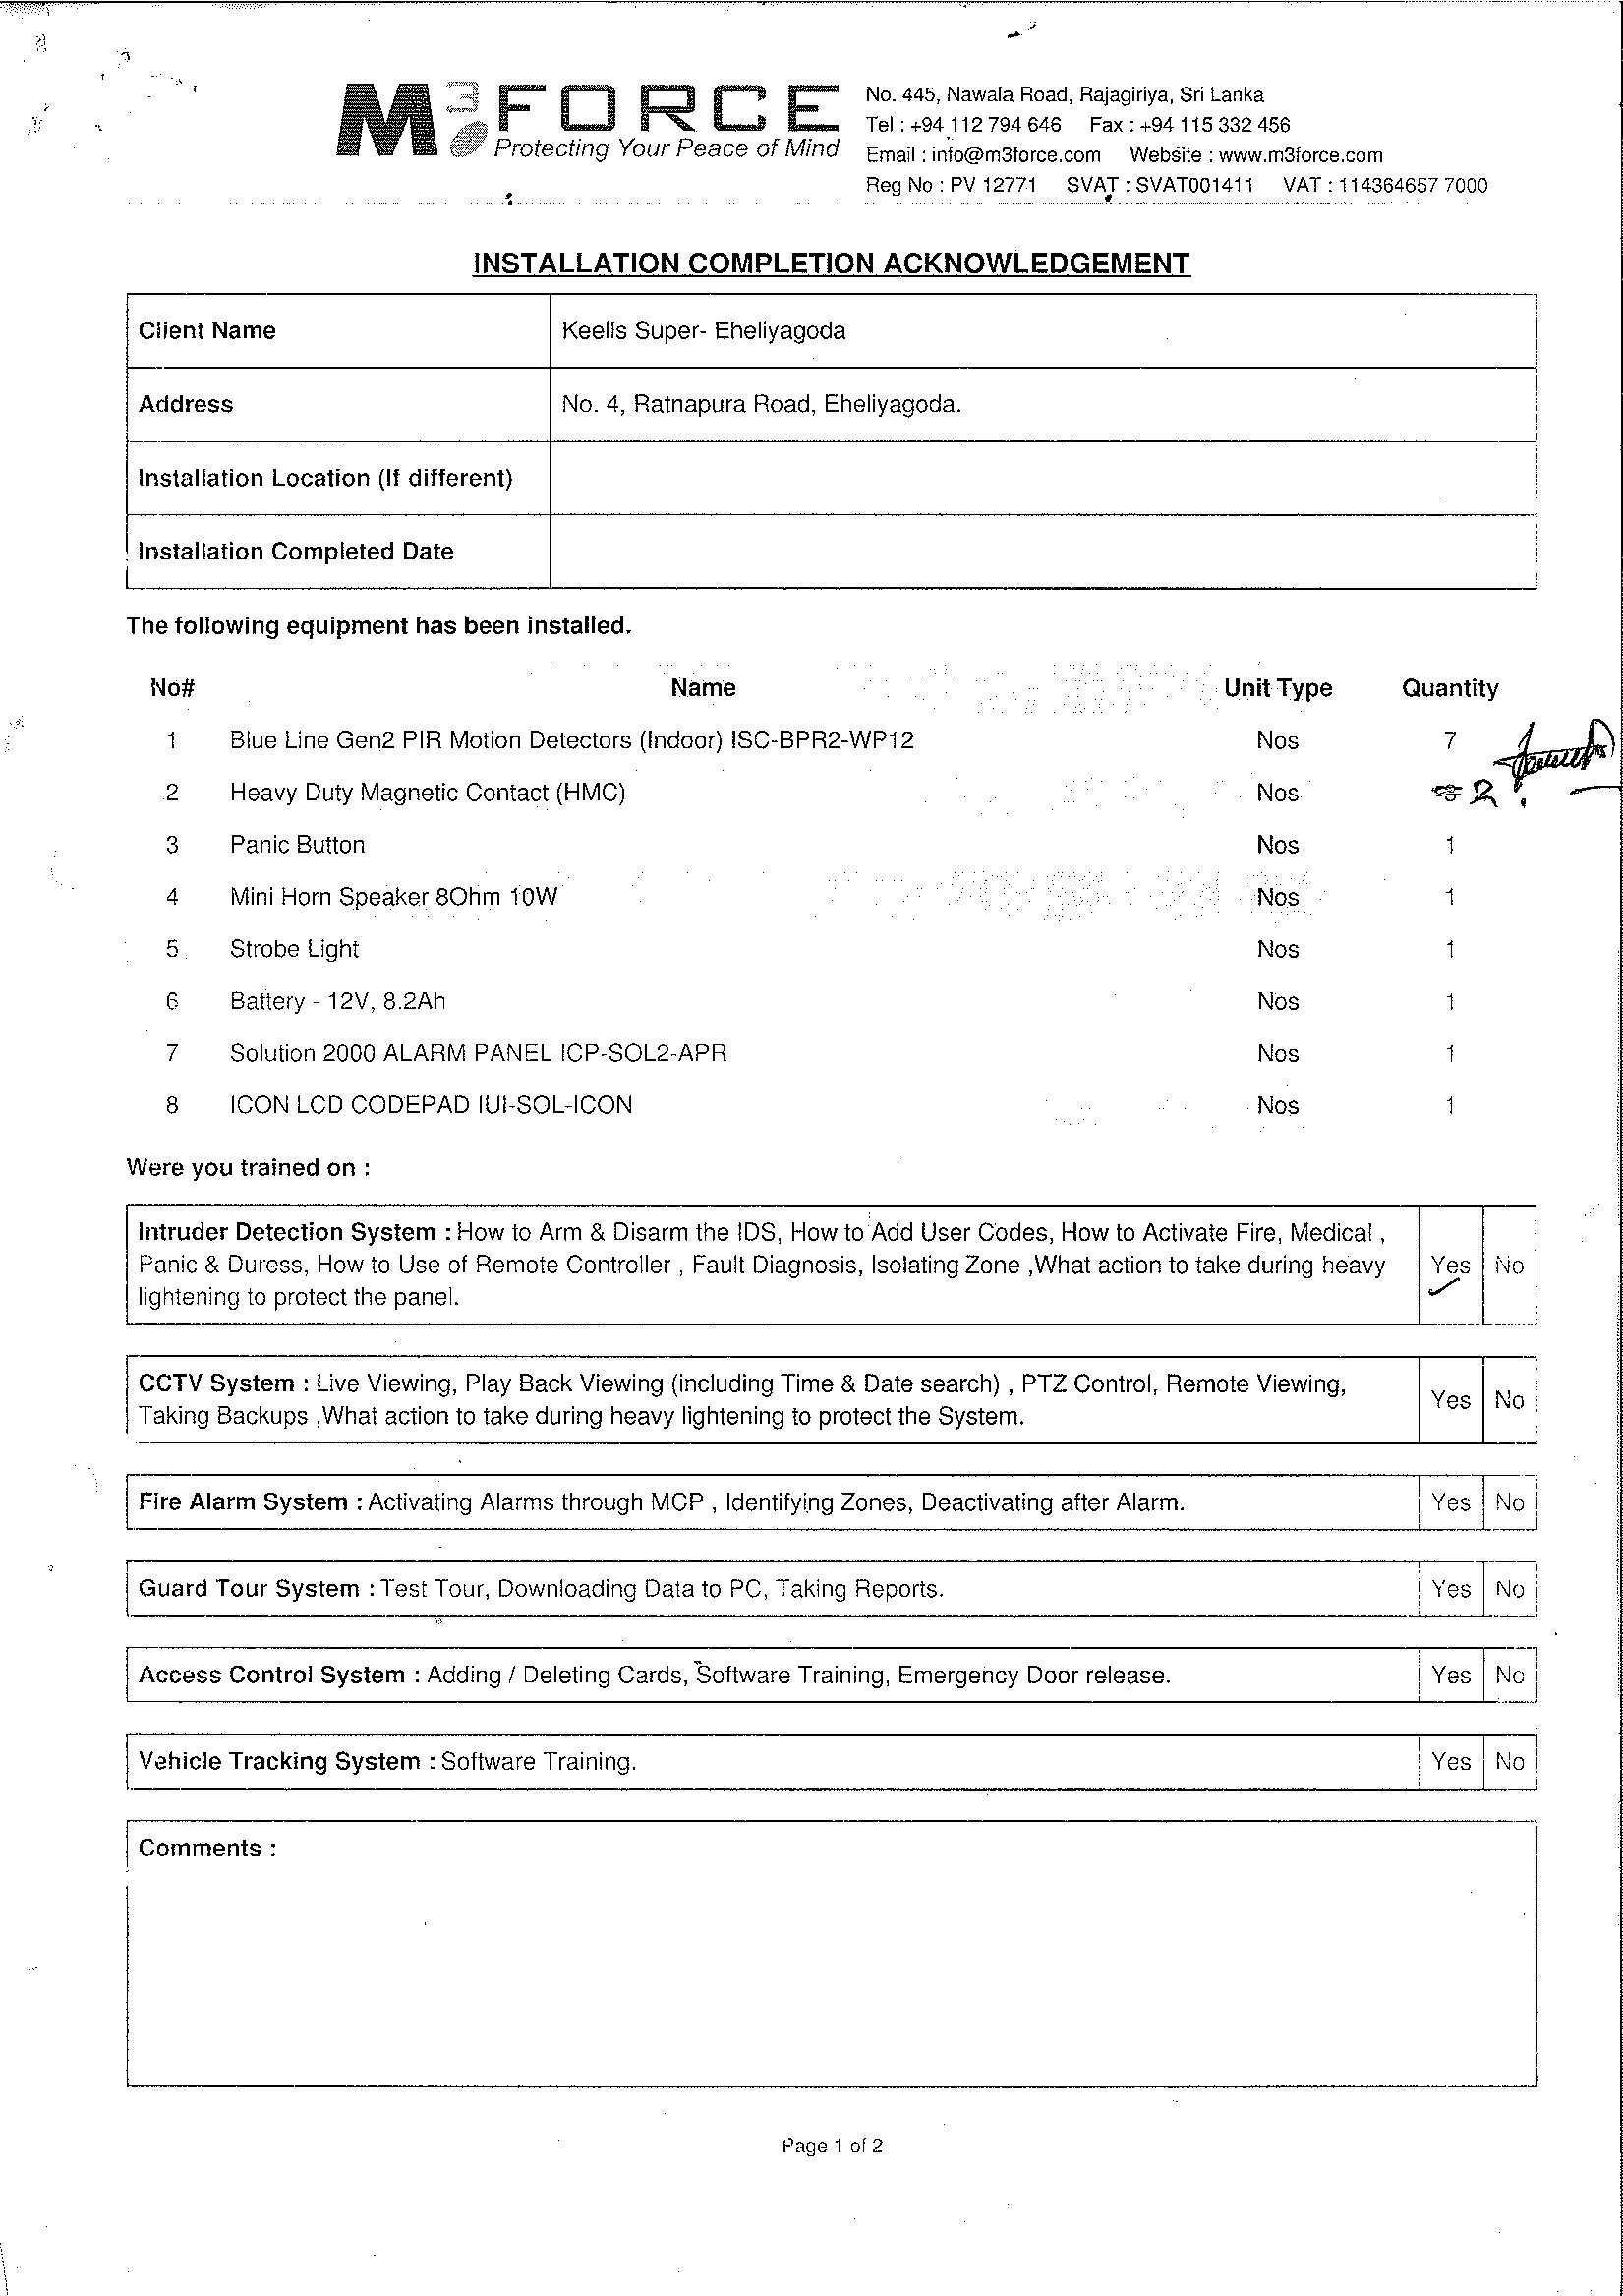 M3FORCE
Protecting Your Peace of Mind
No. 445, Nawala Road, Rajagiriya, Sri Lanka
Tel : +94 112 794 646 Fax : +94 115 332 456
Email : info@m3force.com Website : www.m3force.com
Reg No : PV 12771 SVAT : SVAT001411 VAT : 114364657 7000
INSTALLATION COMPLETION ACKNOWLEDGEMENT
Client Name Keells Super- Eheliyagoda
Address No. 4, Ratnapura Road, Eheliyagoda.
Installation Location (If different)
Installation Completed Date
The following equipment has been installed.
No# Name Unit Type Quantity
1 Blue Line Gen2 PIR Motion Detectors (Indoor) ISC-BPR2-WP12 Nos 7
2 Heavy Duty Magnetic Contact (HMC) Nos 2
3 Panic Button Nos 1
4 Mini Horn Speaker 8Ohm 10W Nos 1
5 Strobe Light Nos 1
6 Battery - 12V, 8.2Ah Nos 1
7 Solution 2000 ALARM PANEL ICP-SOL2-APR Nos 1
8 ICON LCD CODEPAD IUI-SOL-ICON Nos 1
Were you trained on :
Intruder Detection System : How to Arm & Disarm the IDS, How to Add User Codes, How to Activate Fire, Medical ,
Panic & Duress, How to Use of Remote Controller , Fault Diagnosis, Isolating Zone ,What action to take during heavy Yes No
lightening to protect the panel.
CCTV System : Live Viewing, Play Back Viewing (including Time & Date search) , PTZ Control, Remote Viewing, Yes No
Taking Backups ,What action to take during heavy lightening to protect the System.
Fire Alarm System : Activating Alarms through MCP , Identifying Zones, Deactivating after Alarm. Yes No
Guard Tour System : Test Tour, Downloading Data to PC, Taking Reports. Yes No
Access Control System : Adding / Deleting Cards, Software Training, Emergency Door release. Yes No
Vehicle Tracking System : Software Training. Yes No
Comments :
Page 1 of 2